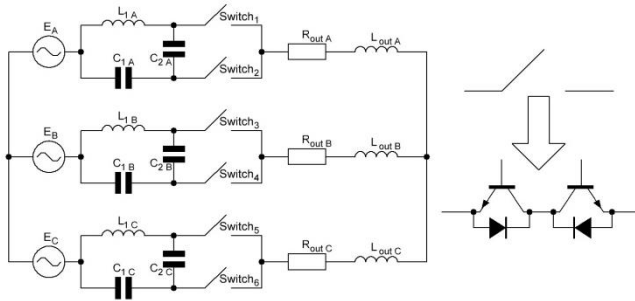 E_A L_1 A C_1 A C_2 A Switch_1 Switch_2 R_out A L_out A
E_B L_1 B C_1 B C_2 B Switch_3 Switch_4 R_out B L_out B
E_C L_1 C C_1 C C_2 C Switch_5 Switch_6 R_out C L_out C